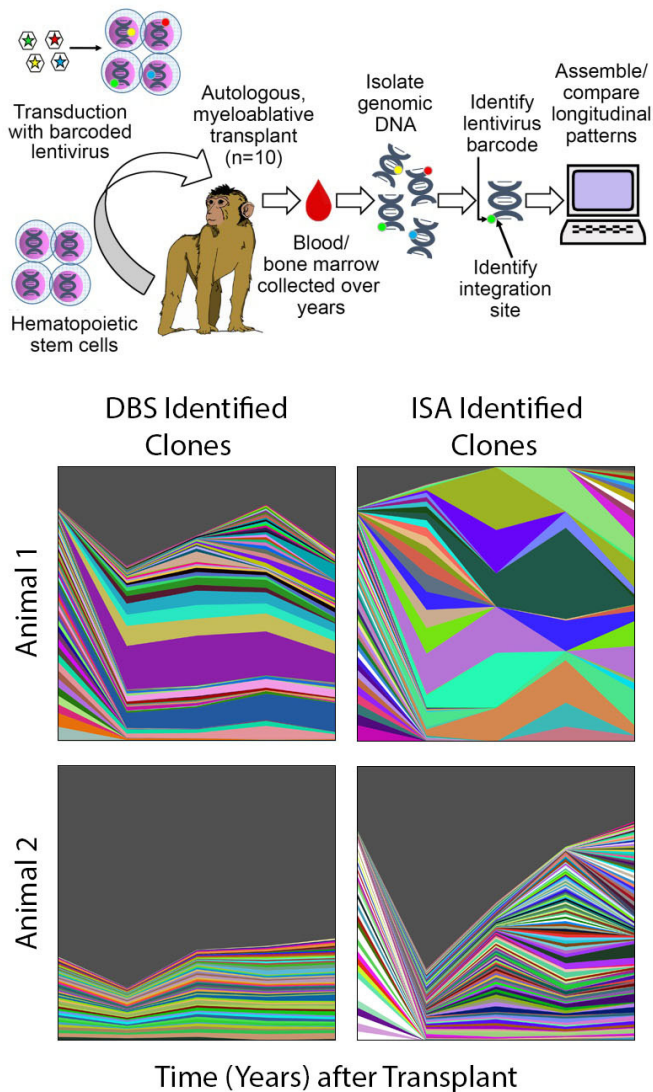 Transduction
with barcoded
lentivirus
Hematopoietic
stem cells
Autologous,
myeloablative
transplant
(n=10)
Blood/
bone marrow
collected over
years
Isolate
genomic
DNA
Identify
lentivirus
barcode
Identify
integration
site
Assemble/
compare
longitudinal
patterns
DBS Identified
Clones
ISA Identified
Clones
Animal 1
Animal 2
Time (Years) after Transplant